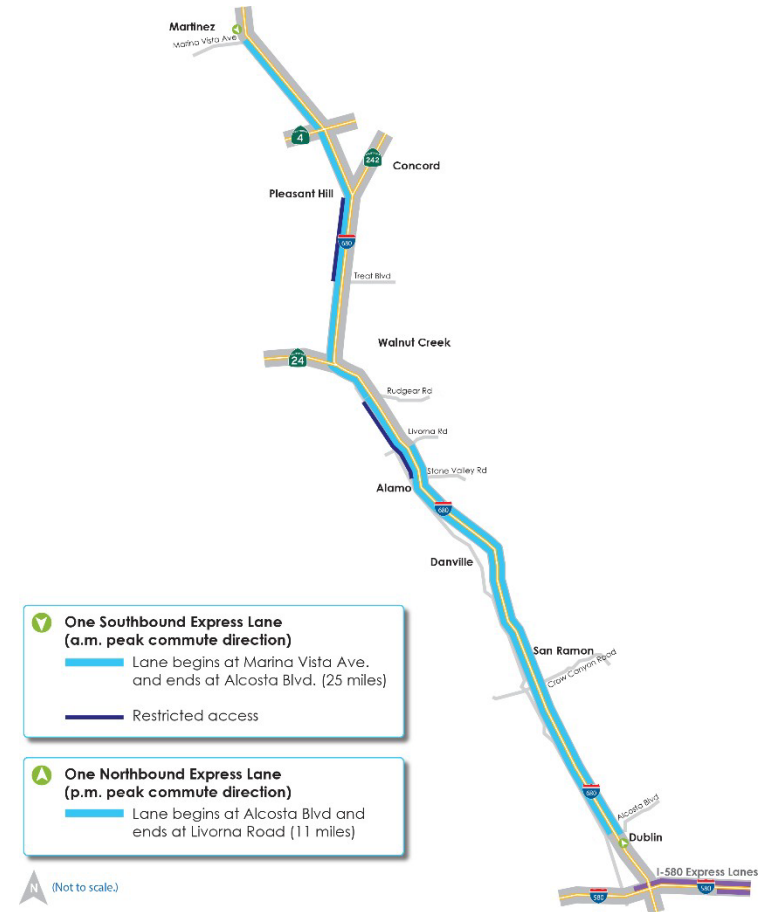 Martinez
Marina Vista Ave
4
242
Concord
Pleasant Hill
680
Treat Blvd
Walnut Creek
24
Rudgear Rd
Livorna Rd
Stone Valley Rd
Alamo
680
Danville
San Ramon
Crow Canyon Road
680
Alcosta Blvd
Dublin
I-580 Express Lanes
580
580
One Southbound Express Lane
(a.m. peak commute direction)
Lane begins at Marina Vista Ave.
and ends at Alcosta Blvd. (25 miles)
Restricted access
One Northbound Express Lane
(p.m. peak commute direction)
Lane begins at Alcosta Blvd and
ends at Livorna Road (11 miles)
N
(Not to scale.)